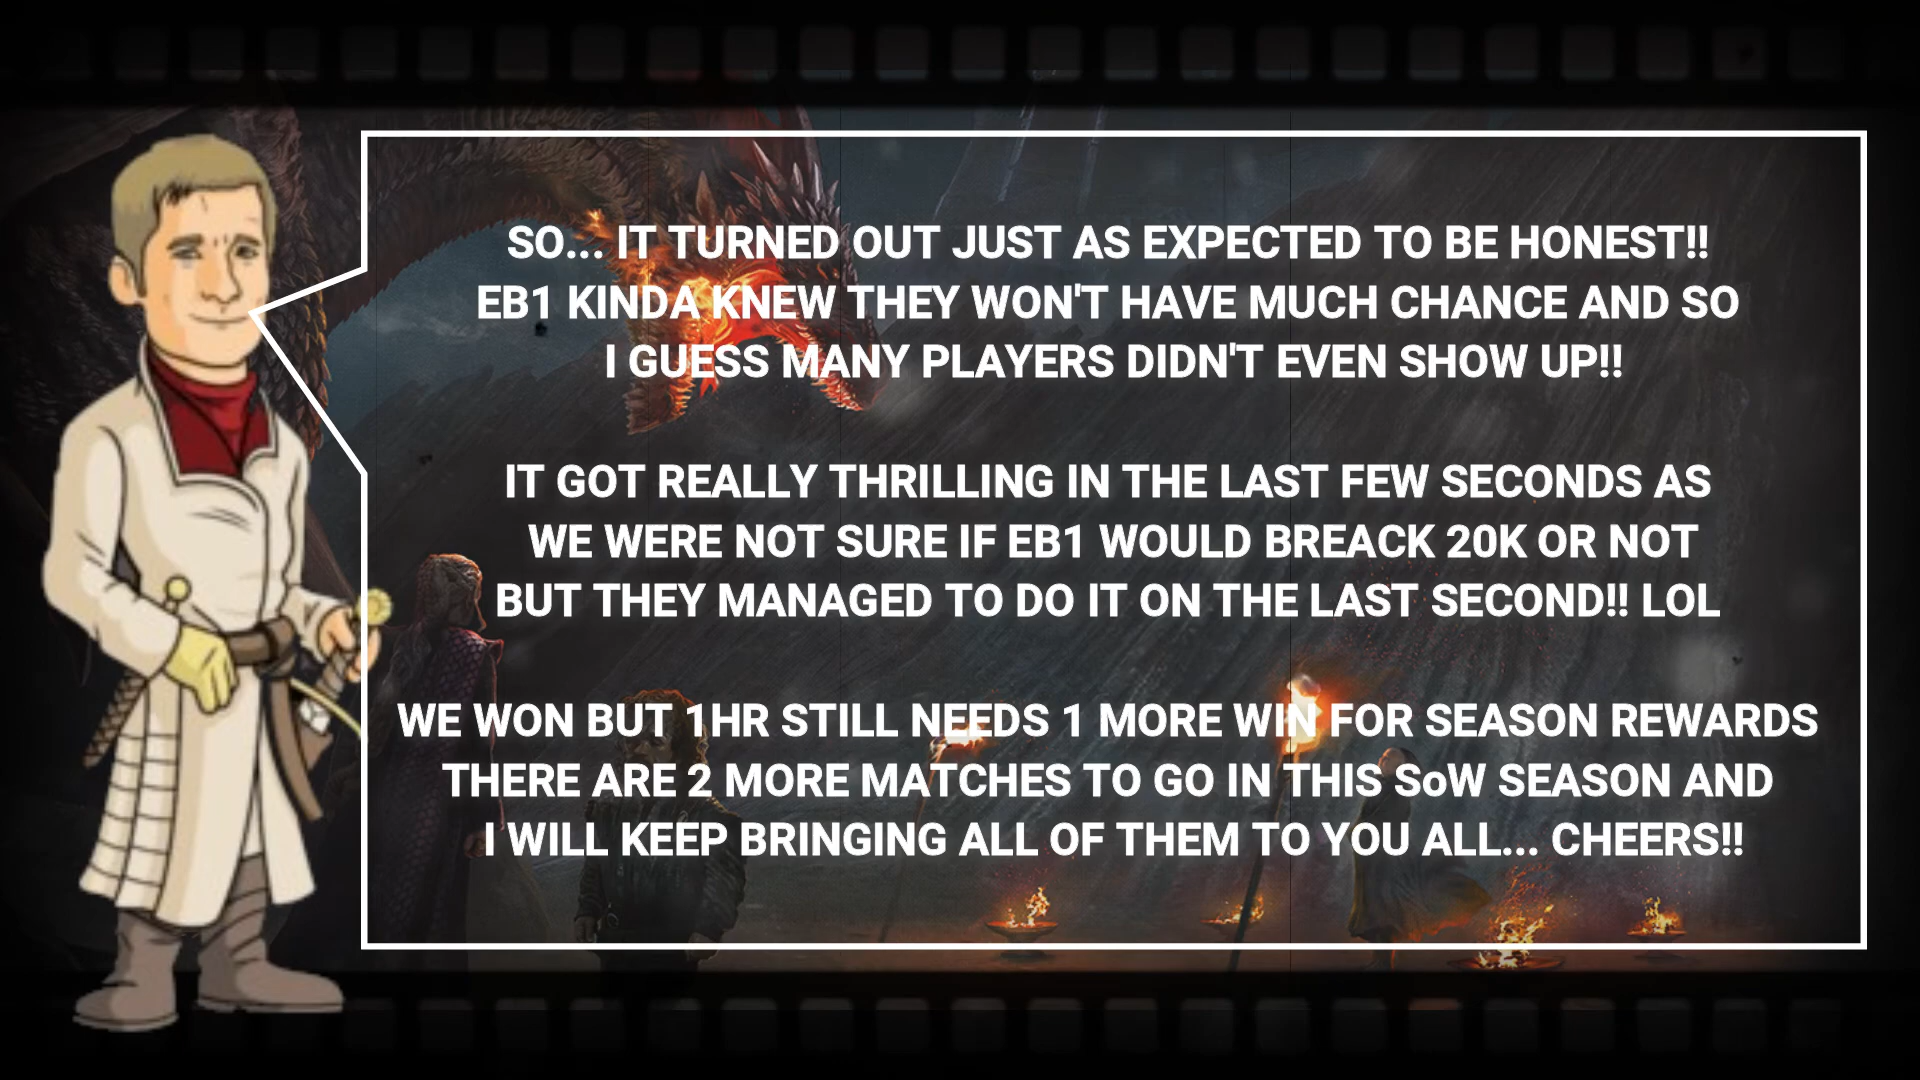 SO... IT TURNED OUT JUST AS EXPECTED TO BE HONEST!!
EB1 KINDA KNEW THEY WON'T HAVE MUCH CHANCE AND SO
I GUESS MANY PLAYERS DIDN'T EVEN SHOW UP!!
IT GOT REALLY THRILLING IN THE LAST FEW SECONDS AS
WE WERE NOT SURE IF EB1 WOULD BREACK 20K OR NOT
BUT THEY MANAGED TO DO IT ON THE LAST SECOND!! LOL
WE WON BUT 1HR STILL NEEDS 1 MORE WIN FOR SEASON REWARDS
THERE ARE 2 MORE MATCHES TO GO IN THIS SoW SEASON AND
I WILL KEEP BRINGING ALL OF THEM TO YOU ALL... CHEERS!!